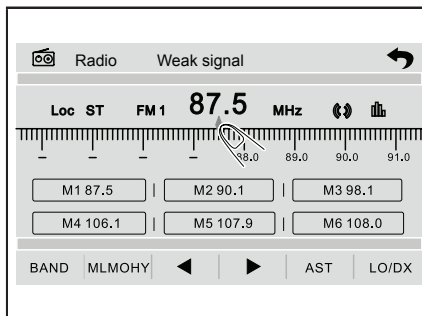 Radio Weak signal
Loc ST FM 1 87.5 MHz
88.0 89.0 90.0 91.0
M1 87.5 | M2 90.1 | M3 98.1
M4 106.1 | M5 107.9 | M6 108.0
BAND MLMOHY AST LO/DX